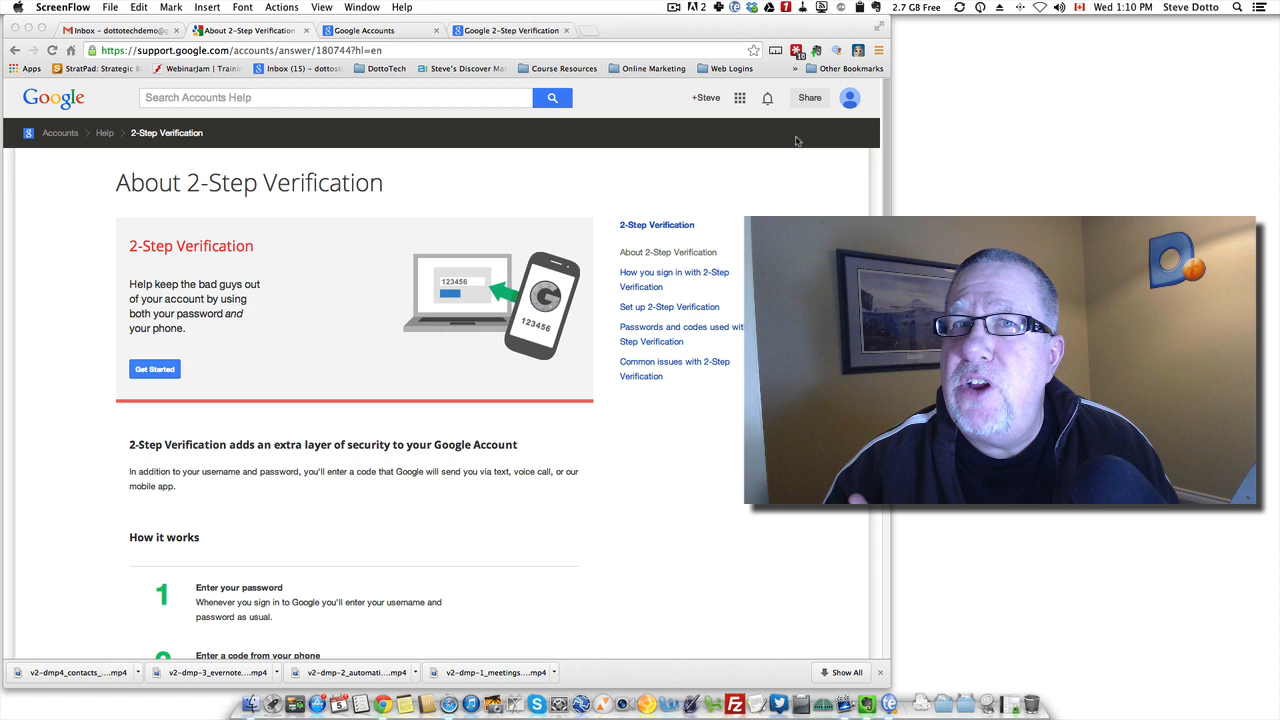 ScreenFlow File Edit Mark Insert Font Actions View Window Help 2 1 2.7 GB Free Wed 1:10 PM Steve Dotto
Inbox - dottotechdemo@g About 2-Step Verification Google Accounts Google 2-Step Verification
https://support.google.com/accounts/answer/180744?hl=en 10
Apps StratPad: Strategic B WebinarJam | Traini Inbox (15) - dottost DottoTech Steve's Discover Ma Course Resources Online Marketing Web Logins » Other Bookmarks
Google Search Accounts Help +Steve Share
Accounts Help 2-Step Verification
About 2-Step Verification
2-Step Verification
Help keep the bad guys out
of your account by using
both your password and
your phone.
Get Started
123456
G
123456
2-Step Verification
About 2-Step Verification
How you sign in with 2-Step
Verification
Set up 2-Step Verification
Passwords and codes used wit
Step Verification
Common issues with 2-Step
Verification
2-Step Verification adds an extra layer of security to your Google Account
In addition to your username and password, you'll enter a code that Google will send you via text, voice call, or our
mobile app.
How it works
1 Enter your password
Whenever you sign in to Google you'll enter your username and
password as usual.
Enter a code from your phone
v2-dmp4_contacts_....mp4 v2-dmp-3_evernote....mp4 v2-dmp-2_automati....mp4 v2-dmp-1_meetings....mp4 Show All